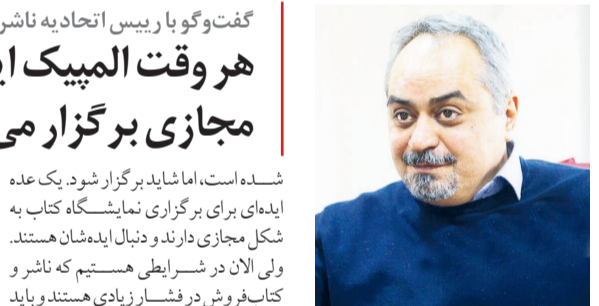 گفت‌وگو با رییس اتحادیه ناشر
هر وقت المپیک
مجازی برگزار
شده است، اما شاید برگزار شود. یک عده
ایده‌ای برای برگزاری نمایشگاه کتاب به
شکل مجازی دارند و دنبال ایده‌شان هستند.
ولی الان در شرایطی هستیم که ناشر و
کتاب‌فروش در فشار زیادی هستند و باید